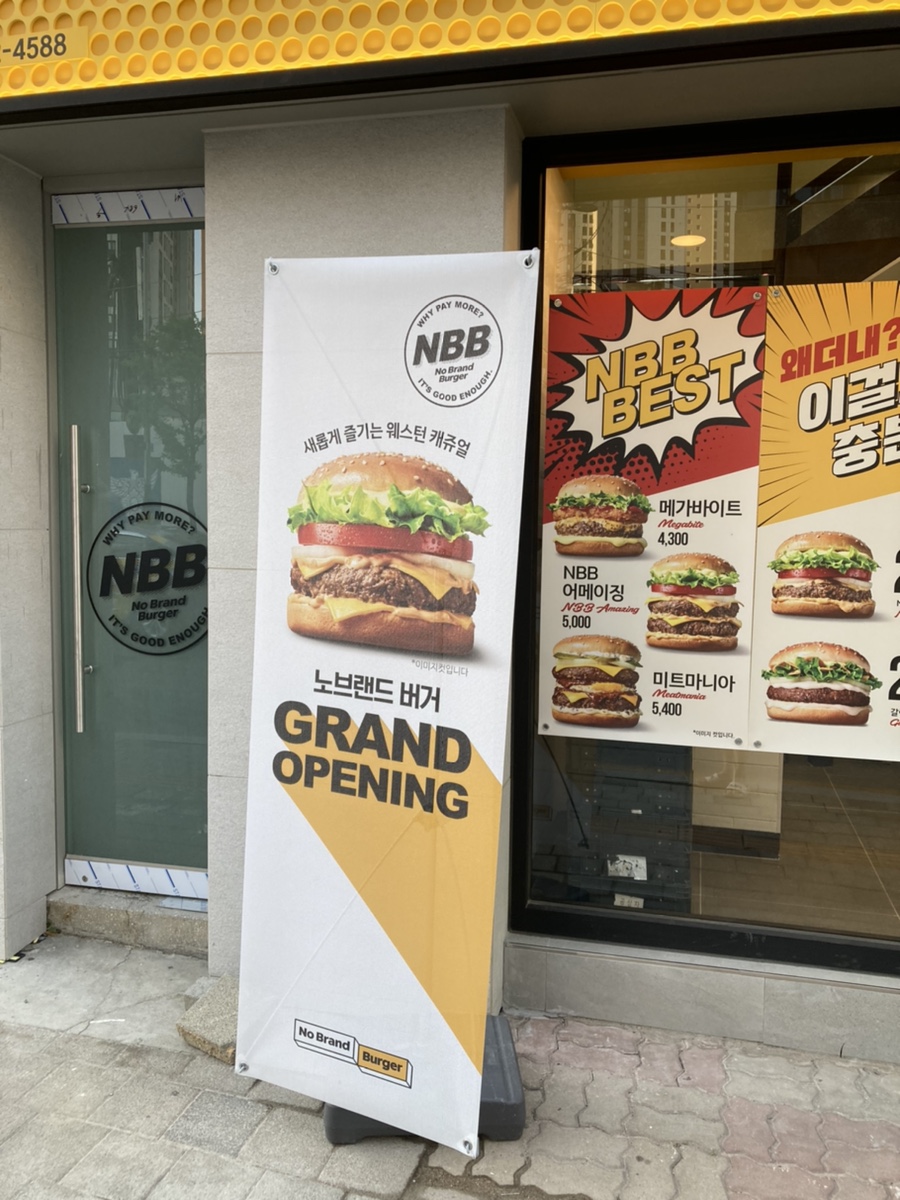 -4588
WHY PAY MORE?
NBB
No Brand
Burger
IT'S GOOD ENOUGH.
새롭게 즐기는 웨스턴 캐쥬얼
*이미지컷입니다
노브랜드 버거
GRAND
OPENING
No Brand Burger
WHY PAY MORE?
NBB
No Brand
Burger
IT'S GOOD ENOUGH
NBB
BEST
메가바이트
Megabite
4,300
NBB
어메이징
NBB Amazing
5,000
미트마니아
Meatmania
5,400
*이미지 컷입니다.
왜더내?
이걸
충분
2
2